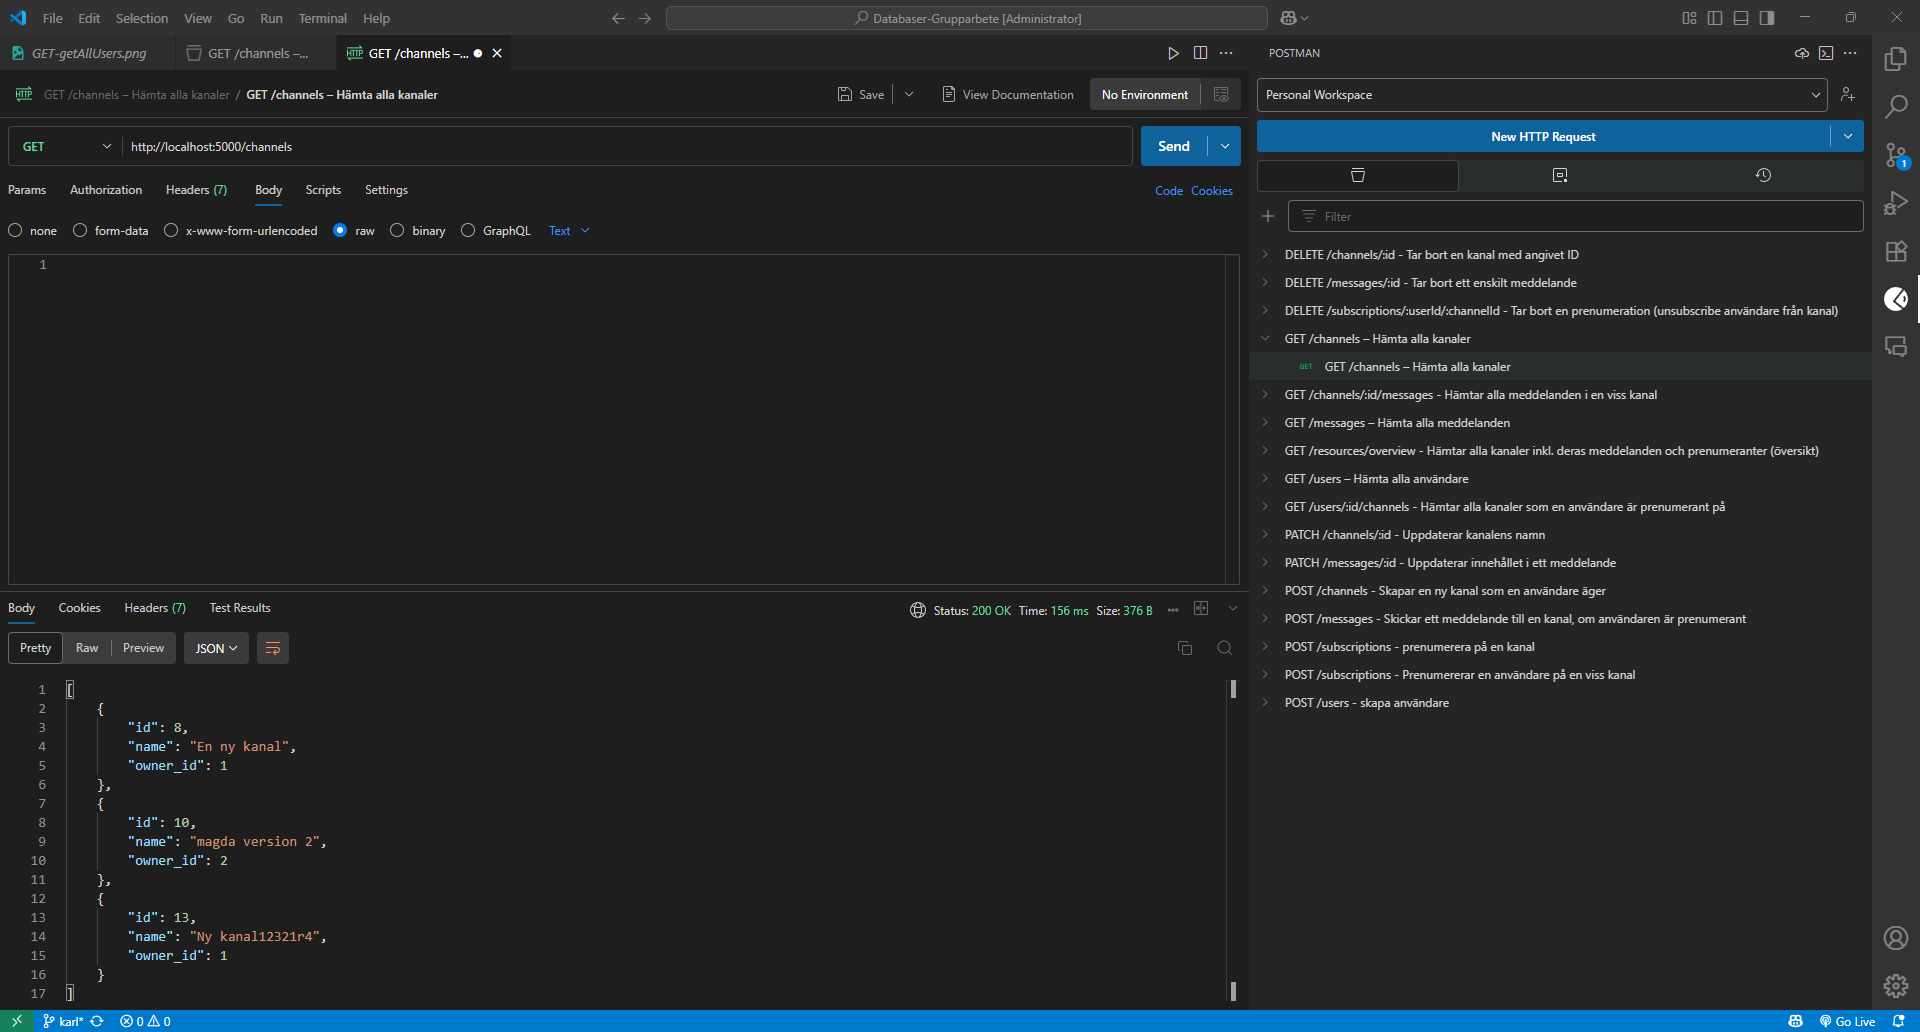 File Edit Selection View Go Run Terminal Help
Databaser-Grupparbete [Administrator]
GET-getAllUsers.png
GET /channels –...
GET /channels –...
POSTMAN
HTTP GET /channels – Hämta alla kanaler / GET /channels – Hämta alla kanaler
Save
View Documentation
No Environment
Personal Workspace
GET
http://localhost:5000/channels
Send
New HTTP Request
Params Authorization Headers (7) Body Scripts Settings
Code Cookies
none form-data x-www-form-urlencoded raw binary GraphQL Text
Filter
1
DELETE /channels/:id - Tar bort en kanal med angivet ID
DELETE /messages/:id - Tar bort ett enskilt meddelande
DELETE /subscriptions/:userId/:channelId - Tar bort en prenumeration (unsubscribe användare från kanal)
GET /channels – Hämta alla kanaler
GET GET /channels – Hämta alla kanaler
GET /channels/:id/messages - Hämtar alla meddelanden i en viss kanal
GET /messages – Hämta alla meddelanden
GET /resources/overview - Hämtar alla kanaler inkl. deras meddelanden och prenumeranter (översikt)
GET /users – Hämta alla användare
GET /users/:id/channels - Hämtar alla kanaler som en användare är prenumerant på
PATCH /channels/:id - Uppdaterar kanalens namn
PATCH /messages/:id - Uppdaterar innehållet i ett meddelande
POST /channels - Skapar en ny kanal som en användare äger
POST /messages - Skickar ett meddelande till en kanal, om användaren är prenumerant
POST /subscriptions - prenumerera på en kanal
POST /subscriptions - Prenumererar en användare på en viss kanal
POST /users - skapa användare
Body Cookies Headers (7) Test Results
Status: 200 OK Time: 156 ms Size: 376 B
Pretty Raw Preview JSON
1 [
2 {
3 "id": 8,
4 "name": "En ny kanal",
5 "owner_id": 1
6 },
7 {
8 "id": 10,
9 "name": "magda version 2",
10 "owner_id": 2
11 },
12 {
13 "id": 13,
14 "name": "Ny kanal12321r4",
15 "owner_id": 1
16 }
17 ]
1
karl* 0 0
Go Live